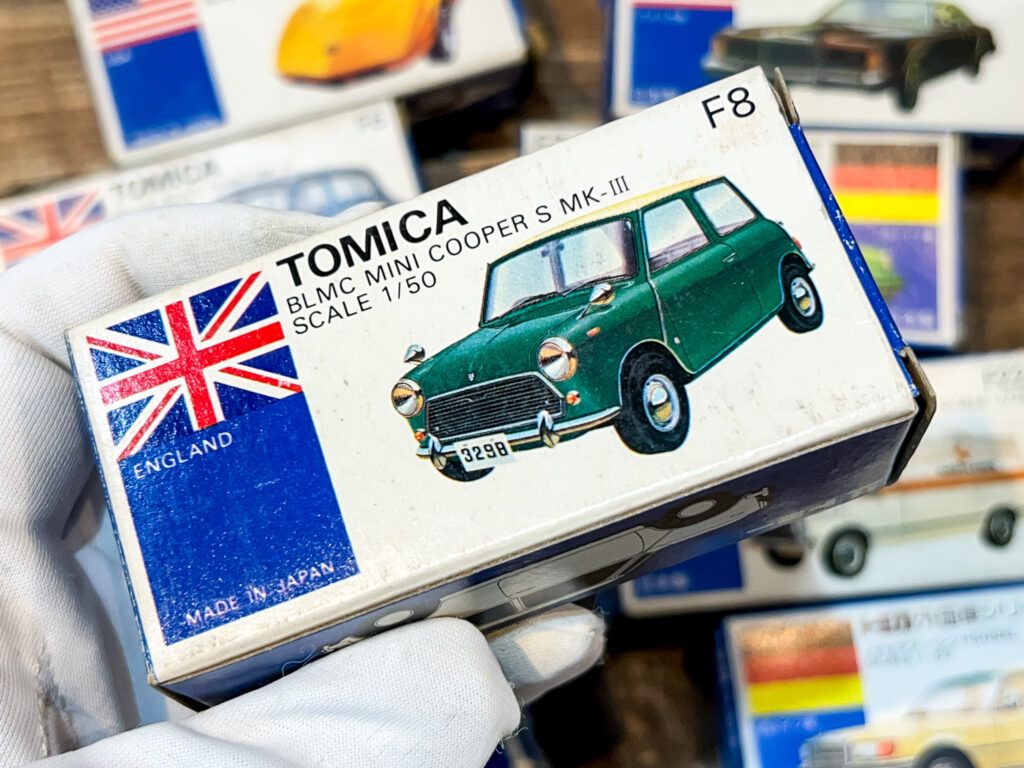 F8
TOMICA
BLMC MINI COOPER S MK-III
SCALE 1/50
ENGLAND
3298
MADE IN JAPAN
TOMICA